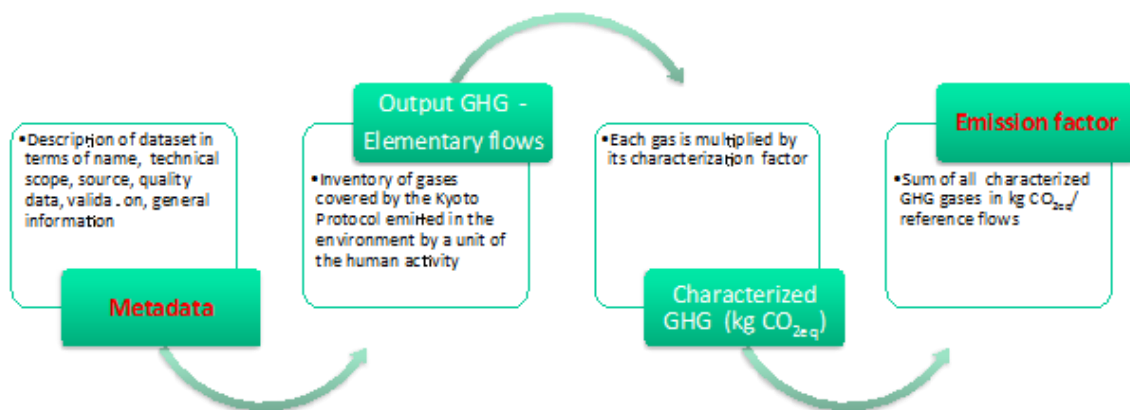 •Description of dataset in
terms of name, technical
scope, source, quality
data, valida.on, general
information
Metadata
Output GHG -
Elementary flows
•Inventory of gases
covered by the Kyoto
Protocol emitted in the
environment by a unit of
the human activity
•Each gas is multiplied by
its characterization factor
Characterized
GHG (kg CO₂eq)
Emission factor
•Sum of all characterized
GHG gases in kg CO₂eq/
reference flows